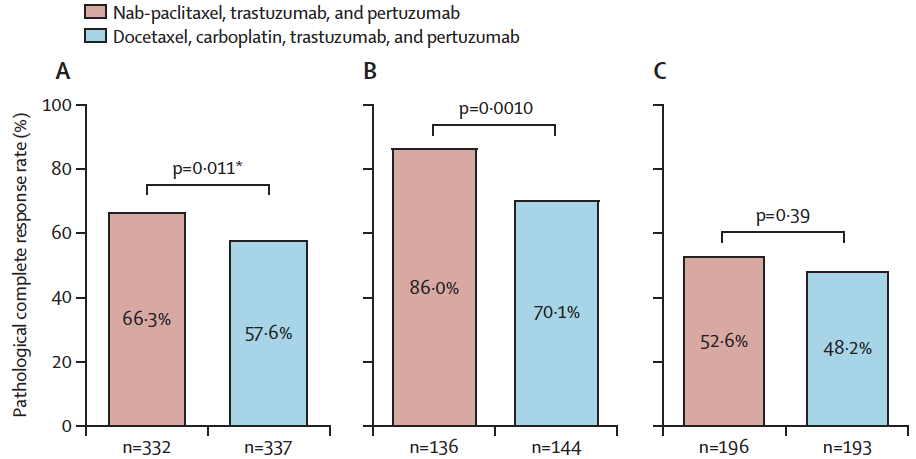 Nab-paclitaxel, trastuzumab, and pertuzumab
Docetaxel, carboplatin, trastuzumab, and pertuzumab
A
B
C
Pathological complete response rate (%)
100
80
60
40
20
0
p=0·011*
66·3%
57·6%
n=332
n=337
p=0·0010
86·0%
70·1%
n=136
n=144
p=0·39
52·6%
48·2%
n=196
n=193